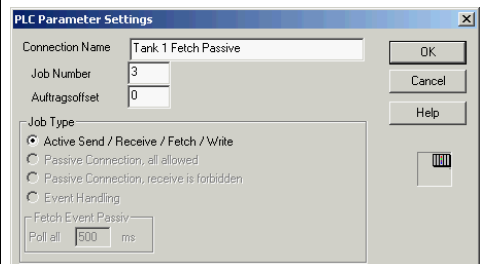 PLC Parameter Settings
Connection Name Tank 1 Fetch Passive
OK
Job Number 3
Cancel
Auftragsoffset 0
Help
Job Type
Active Send / Receive / Fetch / Write
Passive Connection, all allowed
Passive Connection, receive is forbidden
Event Handling
Fetch Event Passiv
Poll all 500 ms